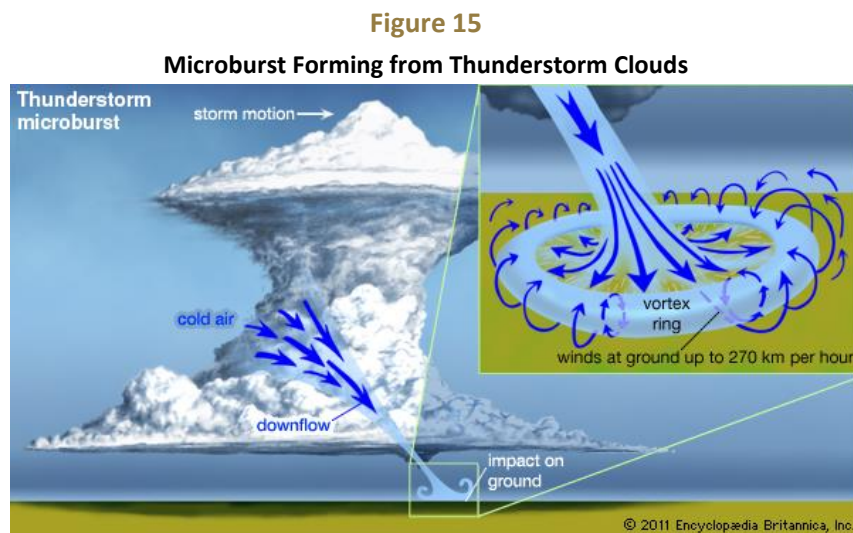 Figure 15
Microburst Forming from Thunderstorm Clouds
Thunderstorm
microburst
storm motion
cold air
downflow
impact on
ground
vortex
ring
winds at ground up to 270 km per hour
© 2011 Encyclopædia Britannica, Inc.